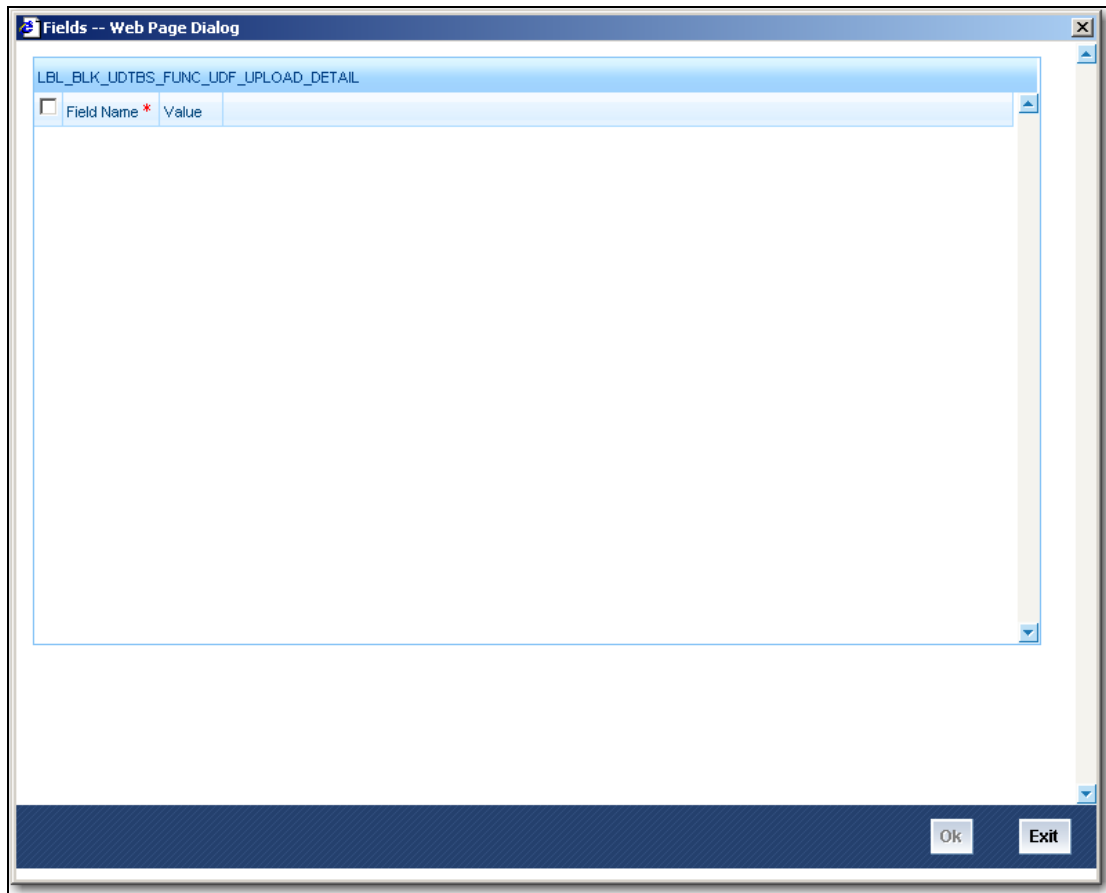 Fields -- Web Page Dialog
LBL_BLK_UDTBS_FUNC_UDF_UPLOAD_DETAIL
Field Name * Value
Ok Exit